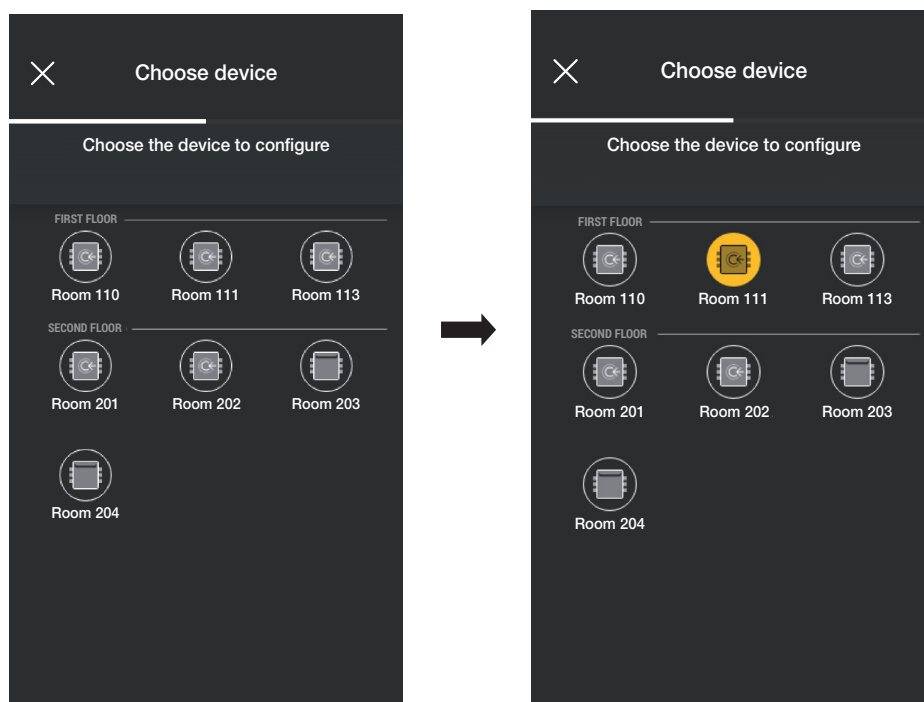 Choose device
Choose the device to configure
FIRST FLOOR
Room 110 Room 111 Room 113
SECOND FLOOR
Room 201 Room 202 Room 203
Room 204
Choose device
Choose the device to configure
FIRST FLOOR
Room 110 Room 111 Room 113
SECOND FLOOR
Room 201 Room 202 Room 203
Room 204